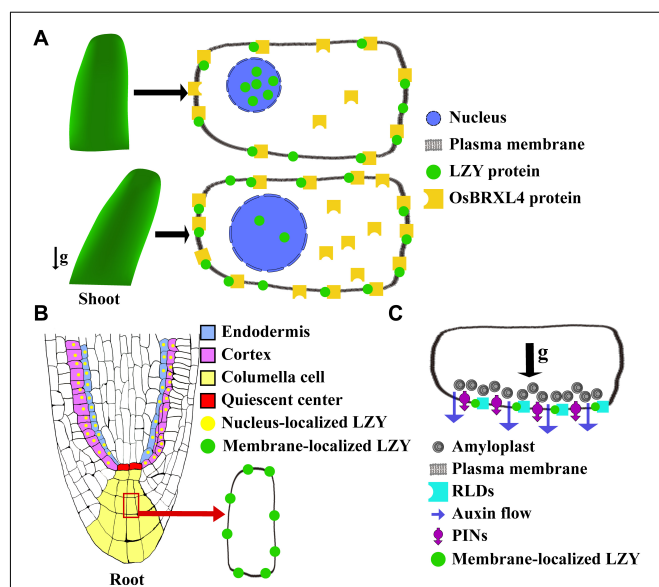 A
Nucleus
Plasma membrane
LZY protein
OsBRXL4 protein
g
Shoot
B
Endodermis
Cortex
Columella cell
Quiescent center
Nucleus-localized LZY
Membrane-localized LZY
Root
C
g
Amyloplast
Plasma membrane
RLDs
Auxin flow
PINs
Membrane-localized LZY